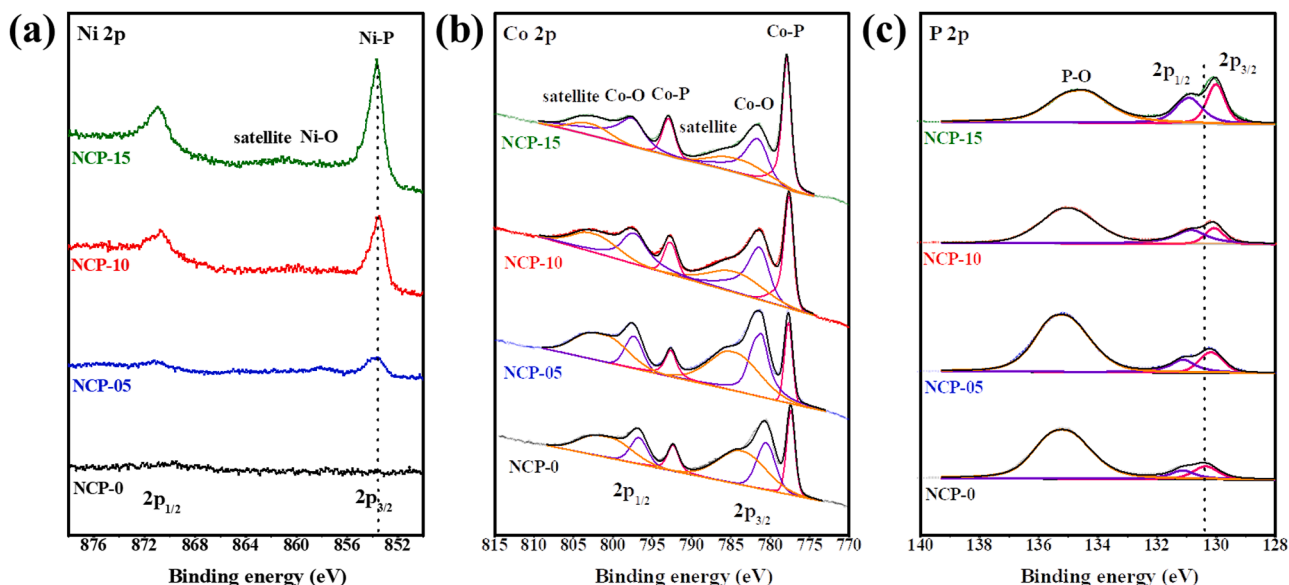 (a)
Ni 2p
Ni-P
satellite Ni-O
NCP-15
NCP-10
NCP-05
NCP-0
2p1/2
2p3/2
876 870 864 858 852
Binding energy (eV)
(b)
Co 2p
Co-P
satellite Co-O Co-P
Co-O
satellite
NCP-15
NCP-10
NCP-05
NCP-0
2p1/2
2p3/2
815 810 805 800 795 790 785 780 775 770
Binding energy (eV)
(c)
P 2p
P-O
2p1/2
2p3/2
NCP-15
NCP-10
NCP-05
NCP-0
140 138 136 134 132 130 128
Binding energy (eV)